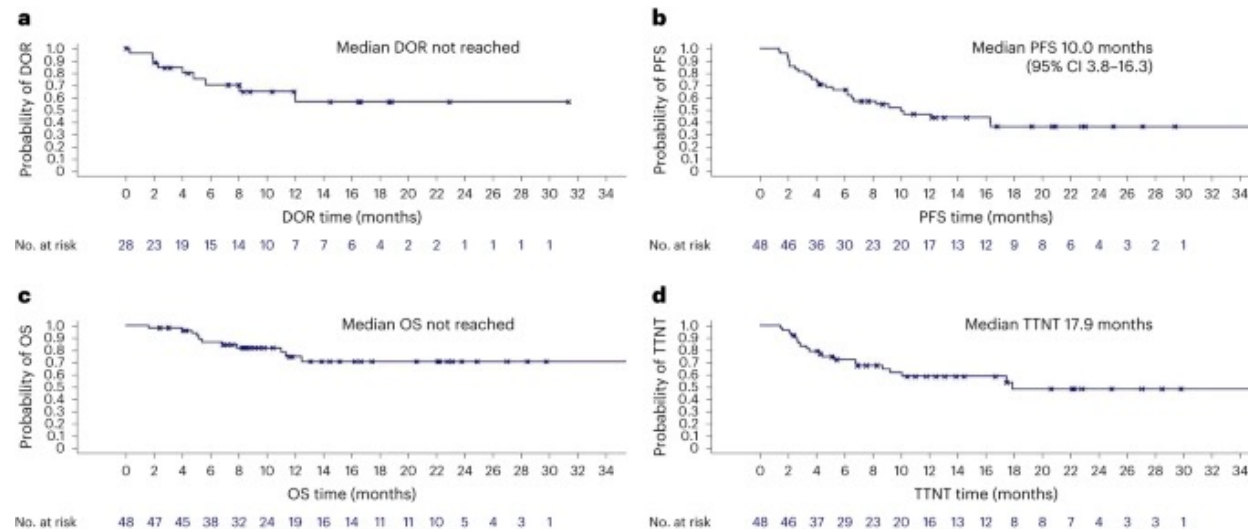 a
Median DOR not reached
Probability of DOR
1.0
0.9
0.8
0.7
0.6
0.5
0.4
0.3
0.2
0.1
0
0 2 4 6 8 10 12 14 16 18 20 22 24 26 28 30 32 34
DOR time (months)
No. at risk 28 23 19 15 14 10 7 7 6 4 2 2 1 1 1 1
b
Median PFS 10.0 months
(95% CI 3.8–16.3)
Probability of PFS
1.0
0.9
0.8
0.7
0.6
0.5
0.4
0.3
0.2
0.1
0
0 2 4 6 8 10 12 14 16 18 20 22 24 26 28 30 32 34
PFS time (months)
No. at risk 48 46 36 30 23 20 17 13 12 9 8 6 4 3 2 1
c
Median OS not reached
Probability of OS
1.0
0.9
0.8
0.7
0.6
0.5
0.4
0.3
0.2
0.1
0
0 2 4 6 8 10 12 14 16 18 20 22 24 26 28 30 32 34
OS time (months)
No. at risk 48 47 45 38 32 24 19 16 14 11 11 10 5 4 3 1
d
Median TTNT 17.9 months
Probability of TTNT
1.0
0.9
0.8
0.7
0.6
0.5
0.4
0.3
0.2
0.1
0
0 2 4 6 8 10 12 14 16 18 20 22 24 26 28 30 32 34
TTNT time (months)
No. at risk 48 46 37 29 23 20 16 13 12 8 8 7 4 3 3 1